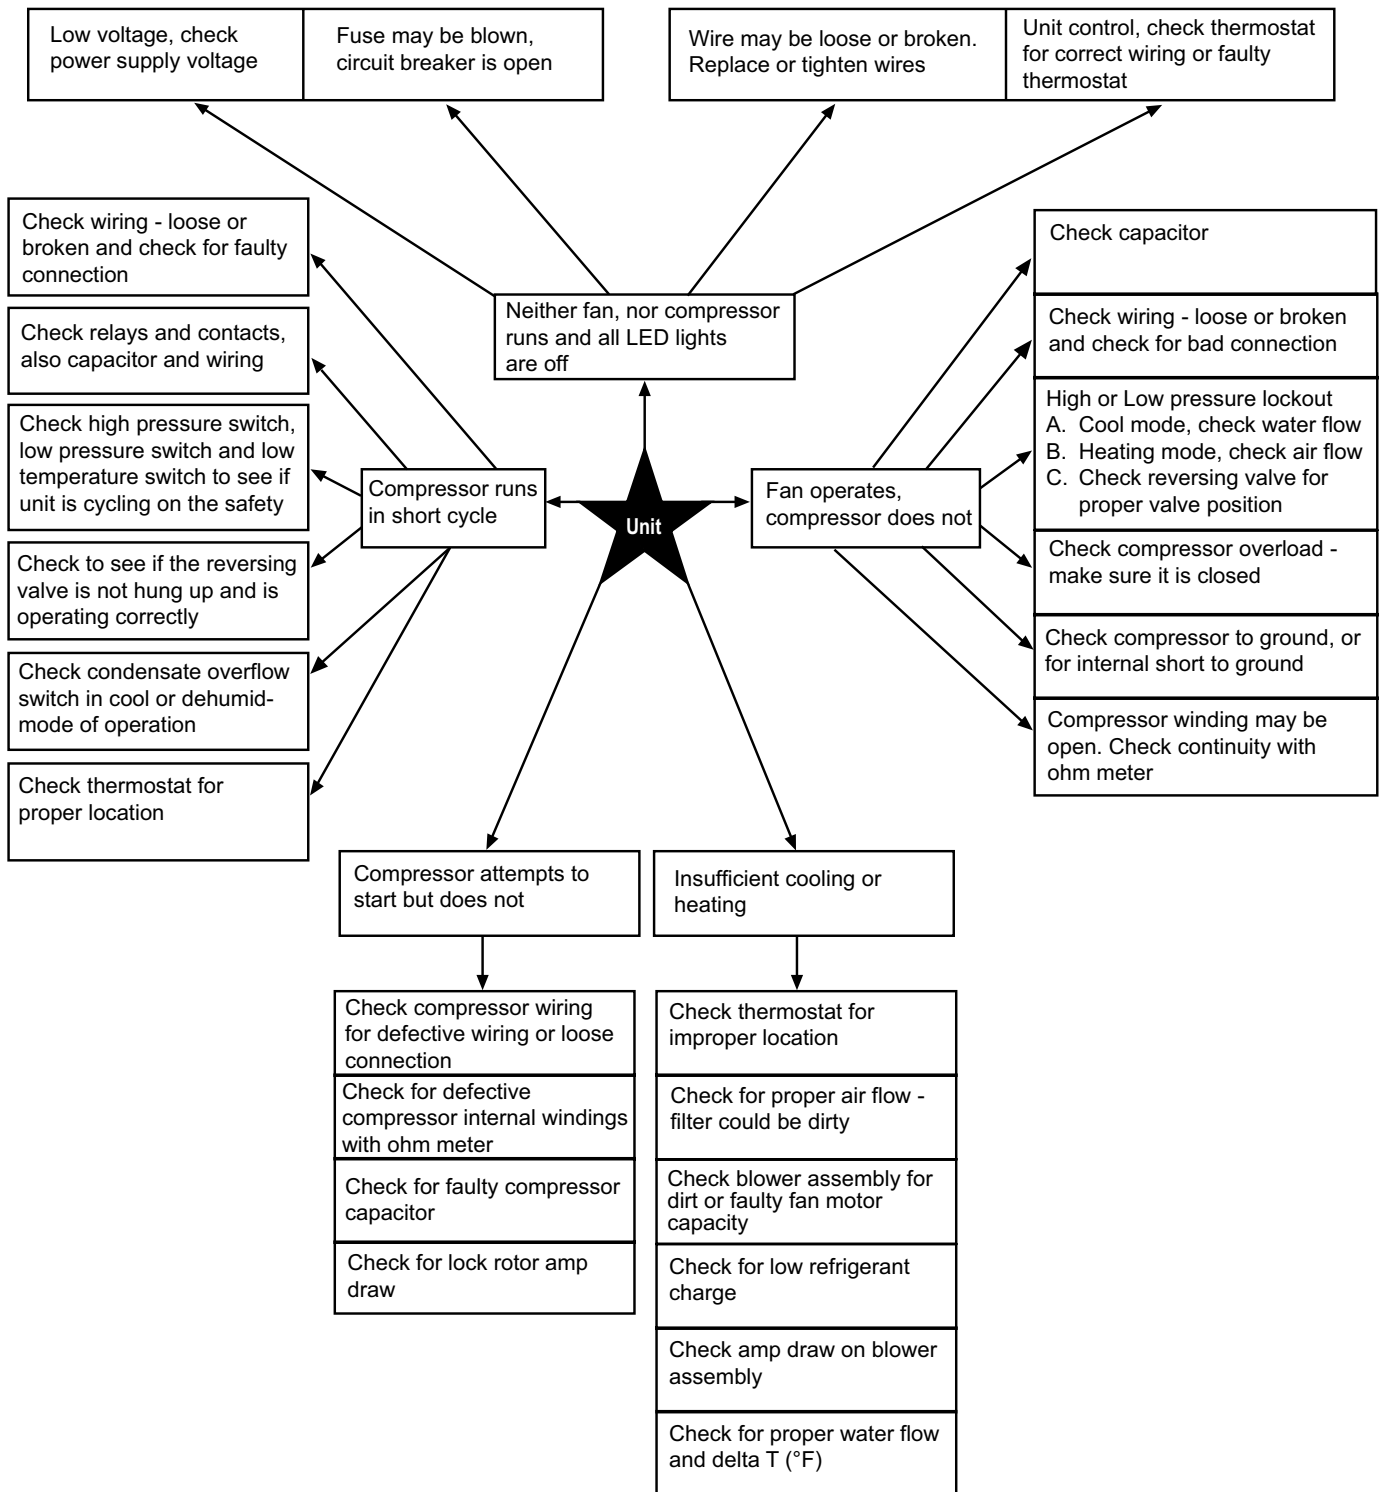 Low voltage, check
power supply voltage
Fuse may be blown,
circuit breaker is open
Wire may be loose or broken.
Replace or tighten wires
Unit control, check thermostat
for correct wiring or faulty
thermostat
Neither fan, nor compressor
runs and all LED lights
are off
Check wiring - loose or
broken and check for faulty
connection
Check relays and contacts,
also capacitor and wiring
Check high pressure switch,
low pressure switch and low
temperature switch to see if
unit is cycling on the safety
Check to see if the reversing
valve is not hung up and is
operating correctly
Check condensate overflow
switch in cool or dehumid-
mode of operation
Check thermostat for
proper location
Compressor runs
in short cycle
Unit
Fan operates,
compressor does not
Check capacitor
Check wiring - loose or broken
and check for bad connection
High or Low pressure lockout
A. Cool mode, check water flow
B. Heating mode, check air flow
C. Check reversing valve for
proper valve position
Check compressor overload -
make sure it is closed
Check compressor to ground, or
for internal short to ground
Compressor winding may be
open. Check continuity with
ohm meter
Compressor attempts to
start but does not
Check compressor wiring
for defective wiring or loose
connection
Check for defective
compressor internal windings
with ohm meter
Check for faulty compressor
capacitor
Check for lock rotor amp
draw
Insufficient cooling or
heating
Check thermostat for
improper location
Check for proper air flow -
filter could be dirty
Check blower assembly for
dirt or faulty fan motor
capacity
Check for low refrigerant
charge
Check amp draw on blower
assembly
Check for proper water flow
and delta T (°F)